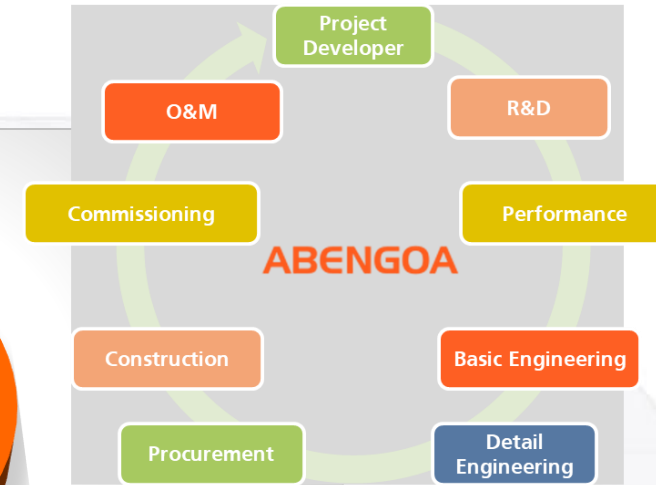 Project
Developer
O&M
R&D
Commissioning
Performance
ABENGOA
Construction
Basic Engineering
Procurement
Detail
Engineering